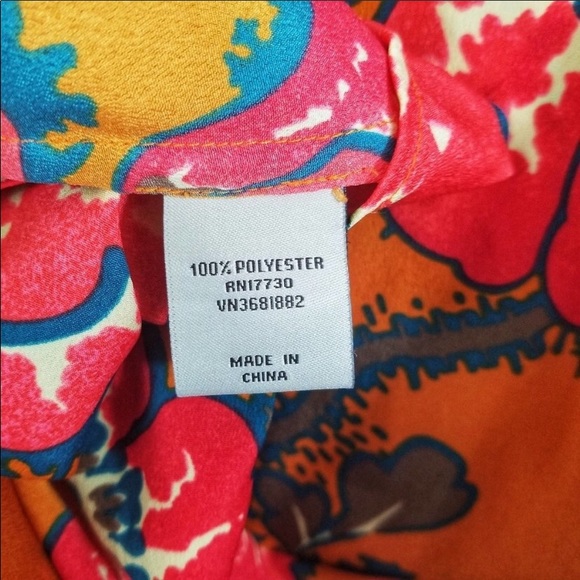 100% POLYESTER
RN17730
VN3681882
MADE IN
CHINA